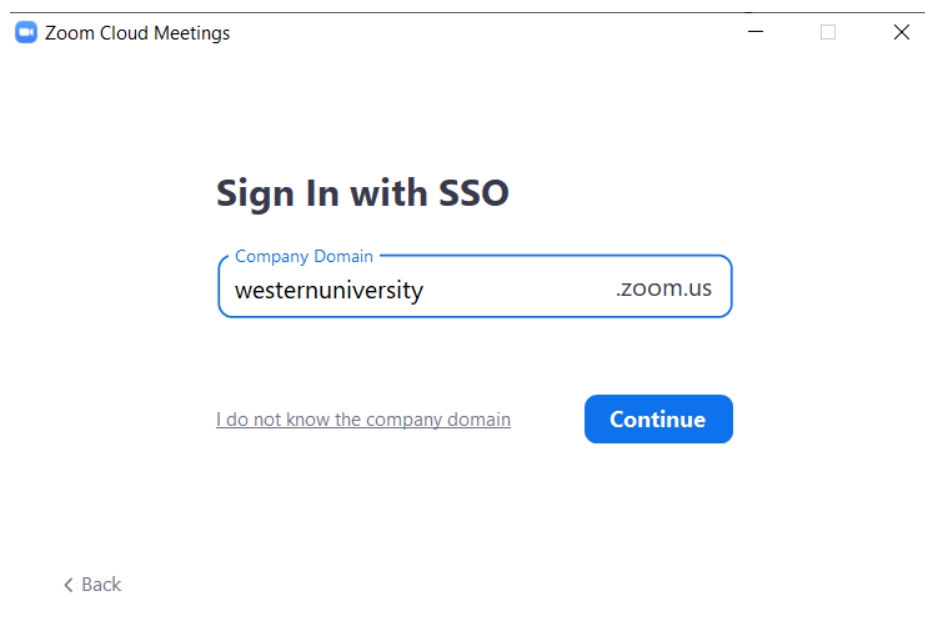 Zoom Cloud Meetings
Sign In with SSO
Company Domain
westernuniversity .zoom.us
I do not know the company domain Continue
Back